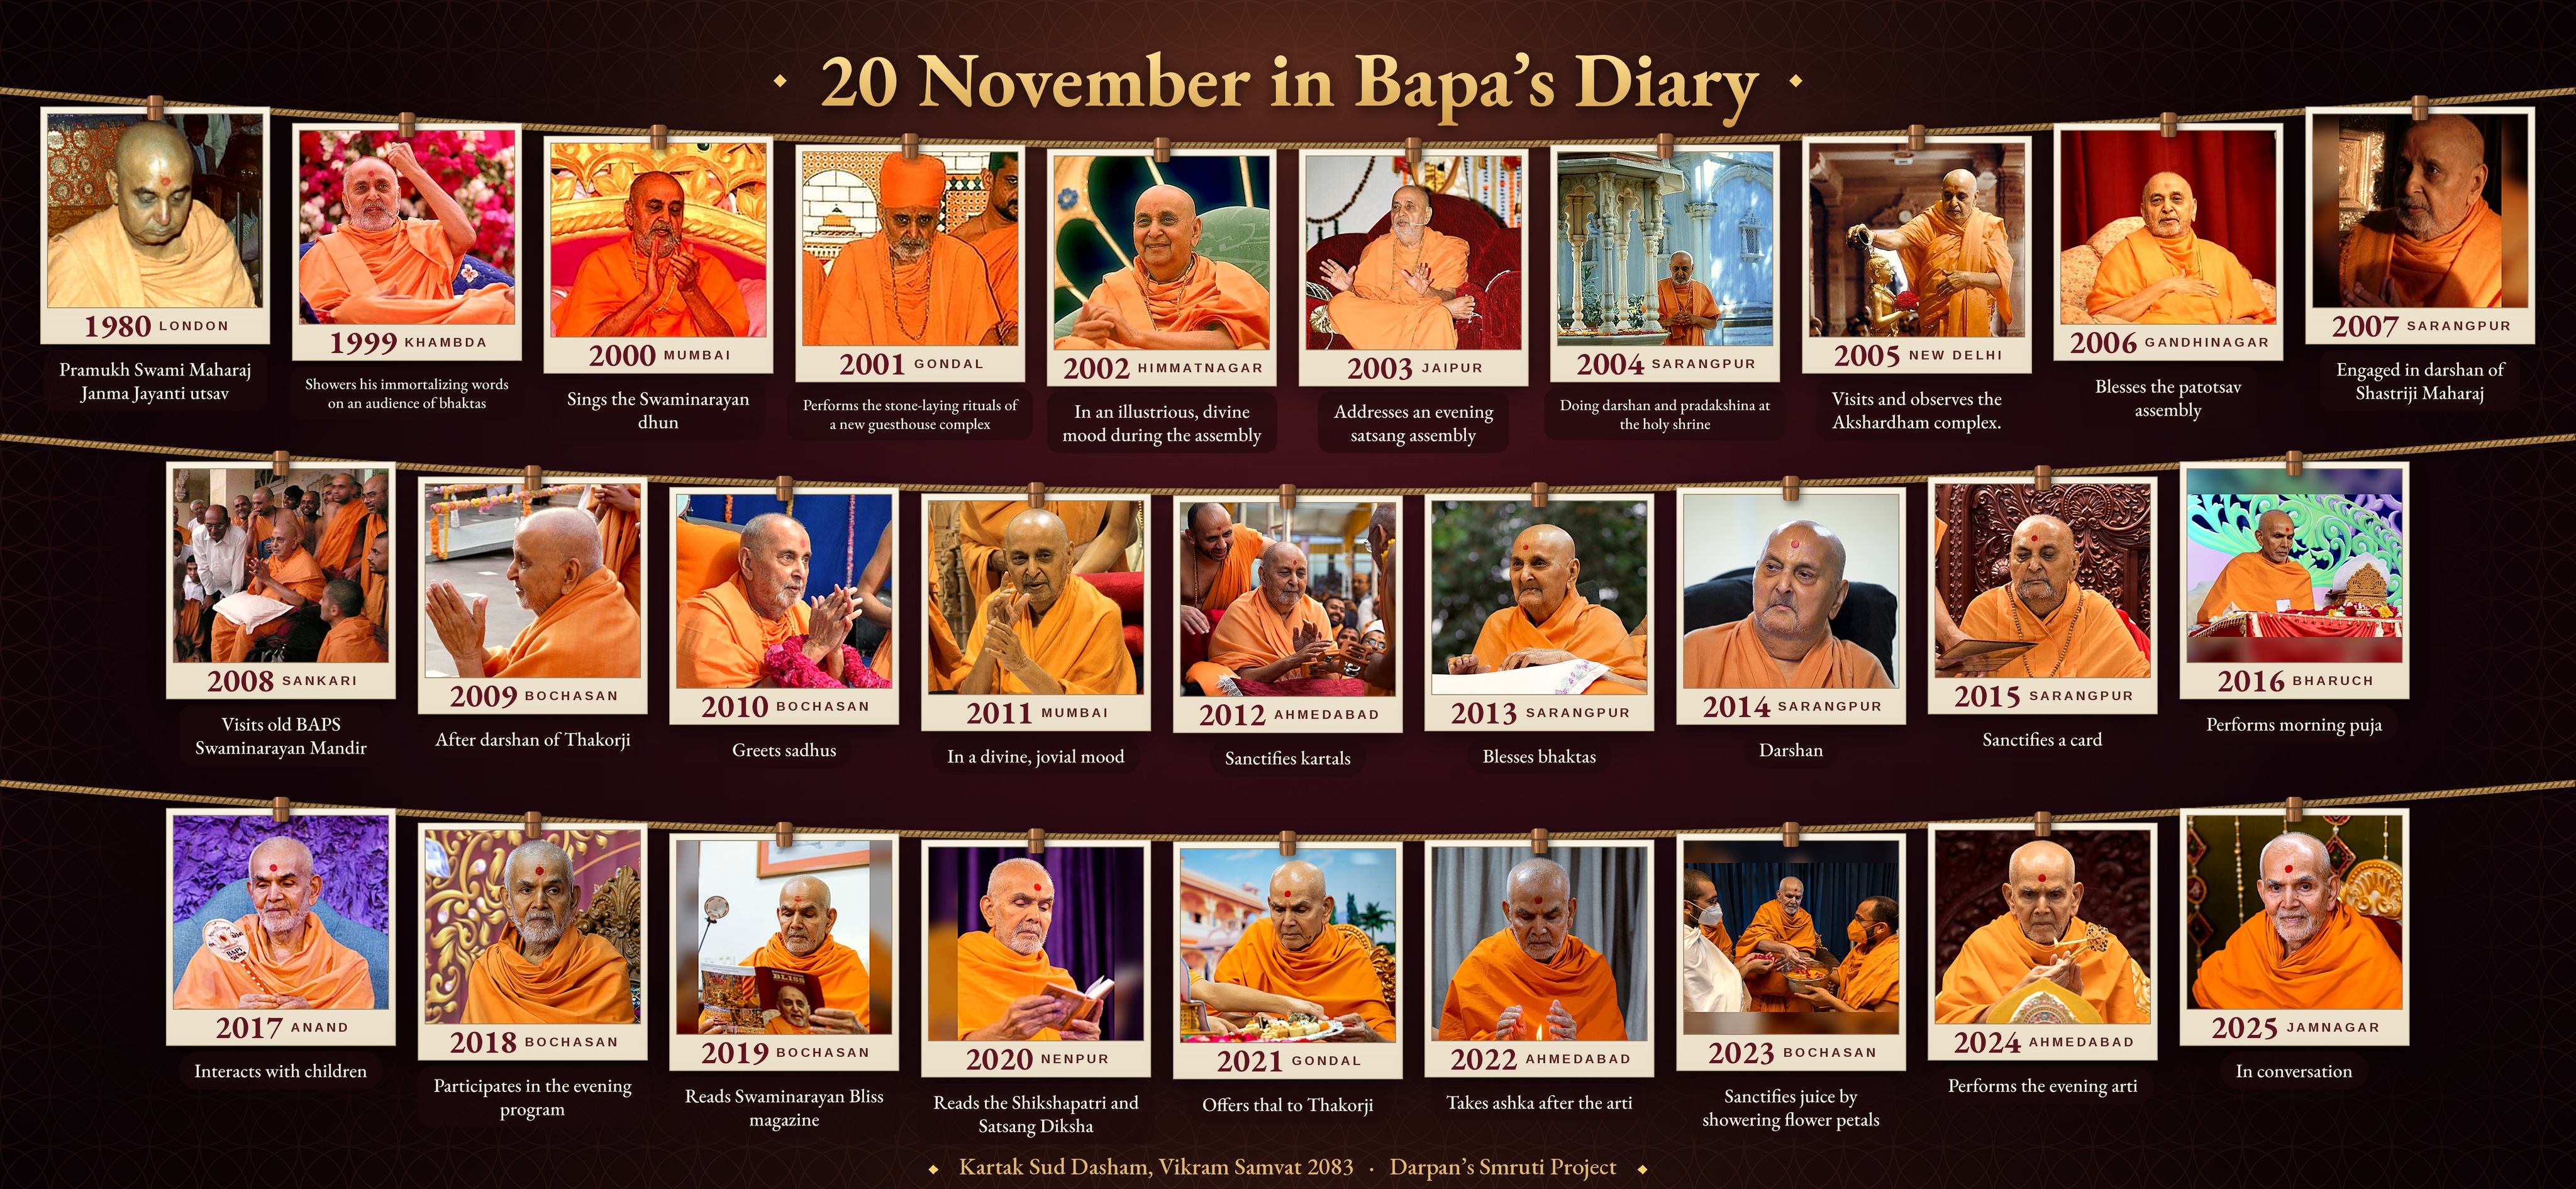 20 November in Bapa’s Diary
1980 LONDON
Pramukh Swami Maharaj
Janma Jayanti utsav
1999 KHAMBDA
Showers his immortalizing words
on an audience of bhaktas
2000 MUMBAI
Sings the Swaminarayan
dhun
2001 GONDAL
Performs the stone-laying rituals of
a new guesthouse complex
2002 HIMMATNAGAR
In an illustrious, divine
mood during the assembly
2003 JAIPUR
Addresses an evening
satsang assembly
2004 SARANGPUR
Doing darshan and pradakshina at
the holy shrine
2005 NEW DELHI
Visits and observes the
Akshardham complex.
2006 GANDHINAGAR
Blesses the patotsav
assembly
2007 SARANGPUR
Engaged in darshan of
Shastriji Maharaj
2008 SANKARI
Visits old BAPS
Swaminarayan Mandir
2009 BOCHASAN
After darshan of Thakorji
2010 BOCHASAN
Greets sadhus
2011 MUMBAI
In a divine, jovial mood
2012 AHMEDABAD
Sanctifies kartals
2013 SARANGPUR
Blesses bhaktas
2014 SARANGPUR
Darshan
2015 SARANGPUR
Sanctifies a card
2016 BHARUCH
Performs morning puja
2017 ANAND
Interacts with children
2018 BOCHASAN
Participates in the evening
program
BLISS
2019 BOCHASAN
Reads Swaminarayan Bliss
magazine
2020 NENPUR
Reads the Shikshapatri and
Satsang Diksha
2021 GONDAL
Offers thal to Thakorji
2022 AHMEDABAD
Takes ashka after the arti
2023 BOCHASAN
Sanctifies juice by
showering flower petals
2024 AHMEDABAD
Performs the evening arti
2025 JAMNAGAR
In conversation
Kartak Sud Dasham, Vikram Samvat 2083 · Darpan’s Smruti Project